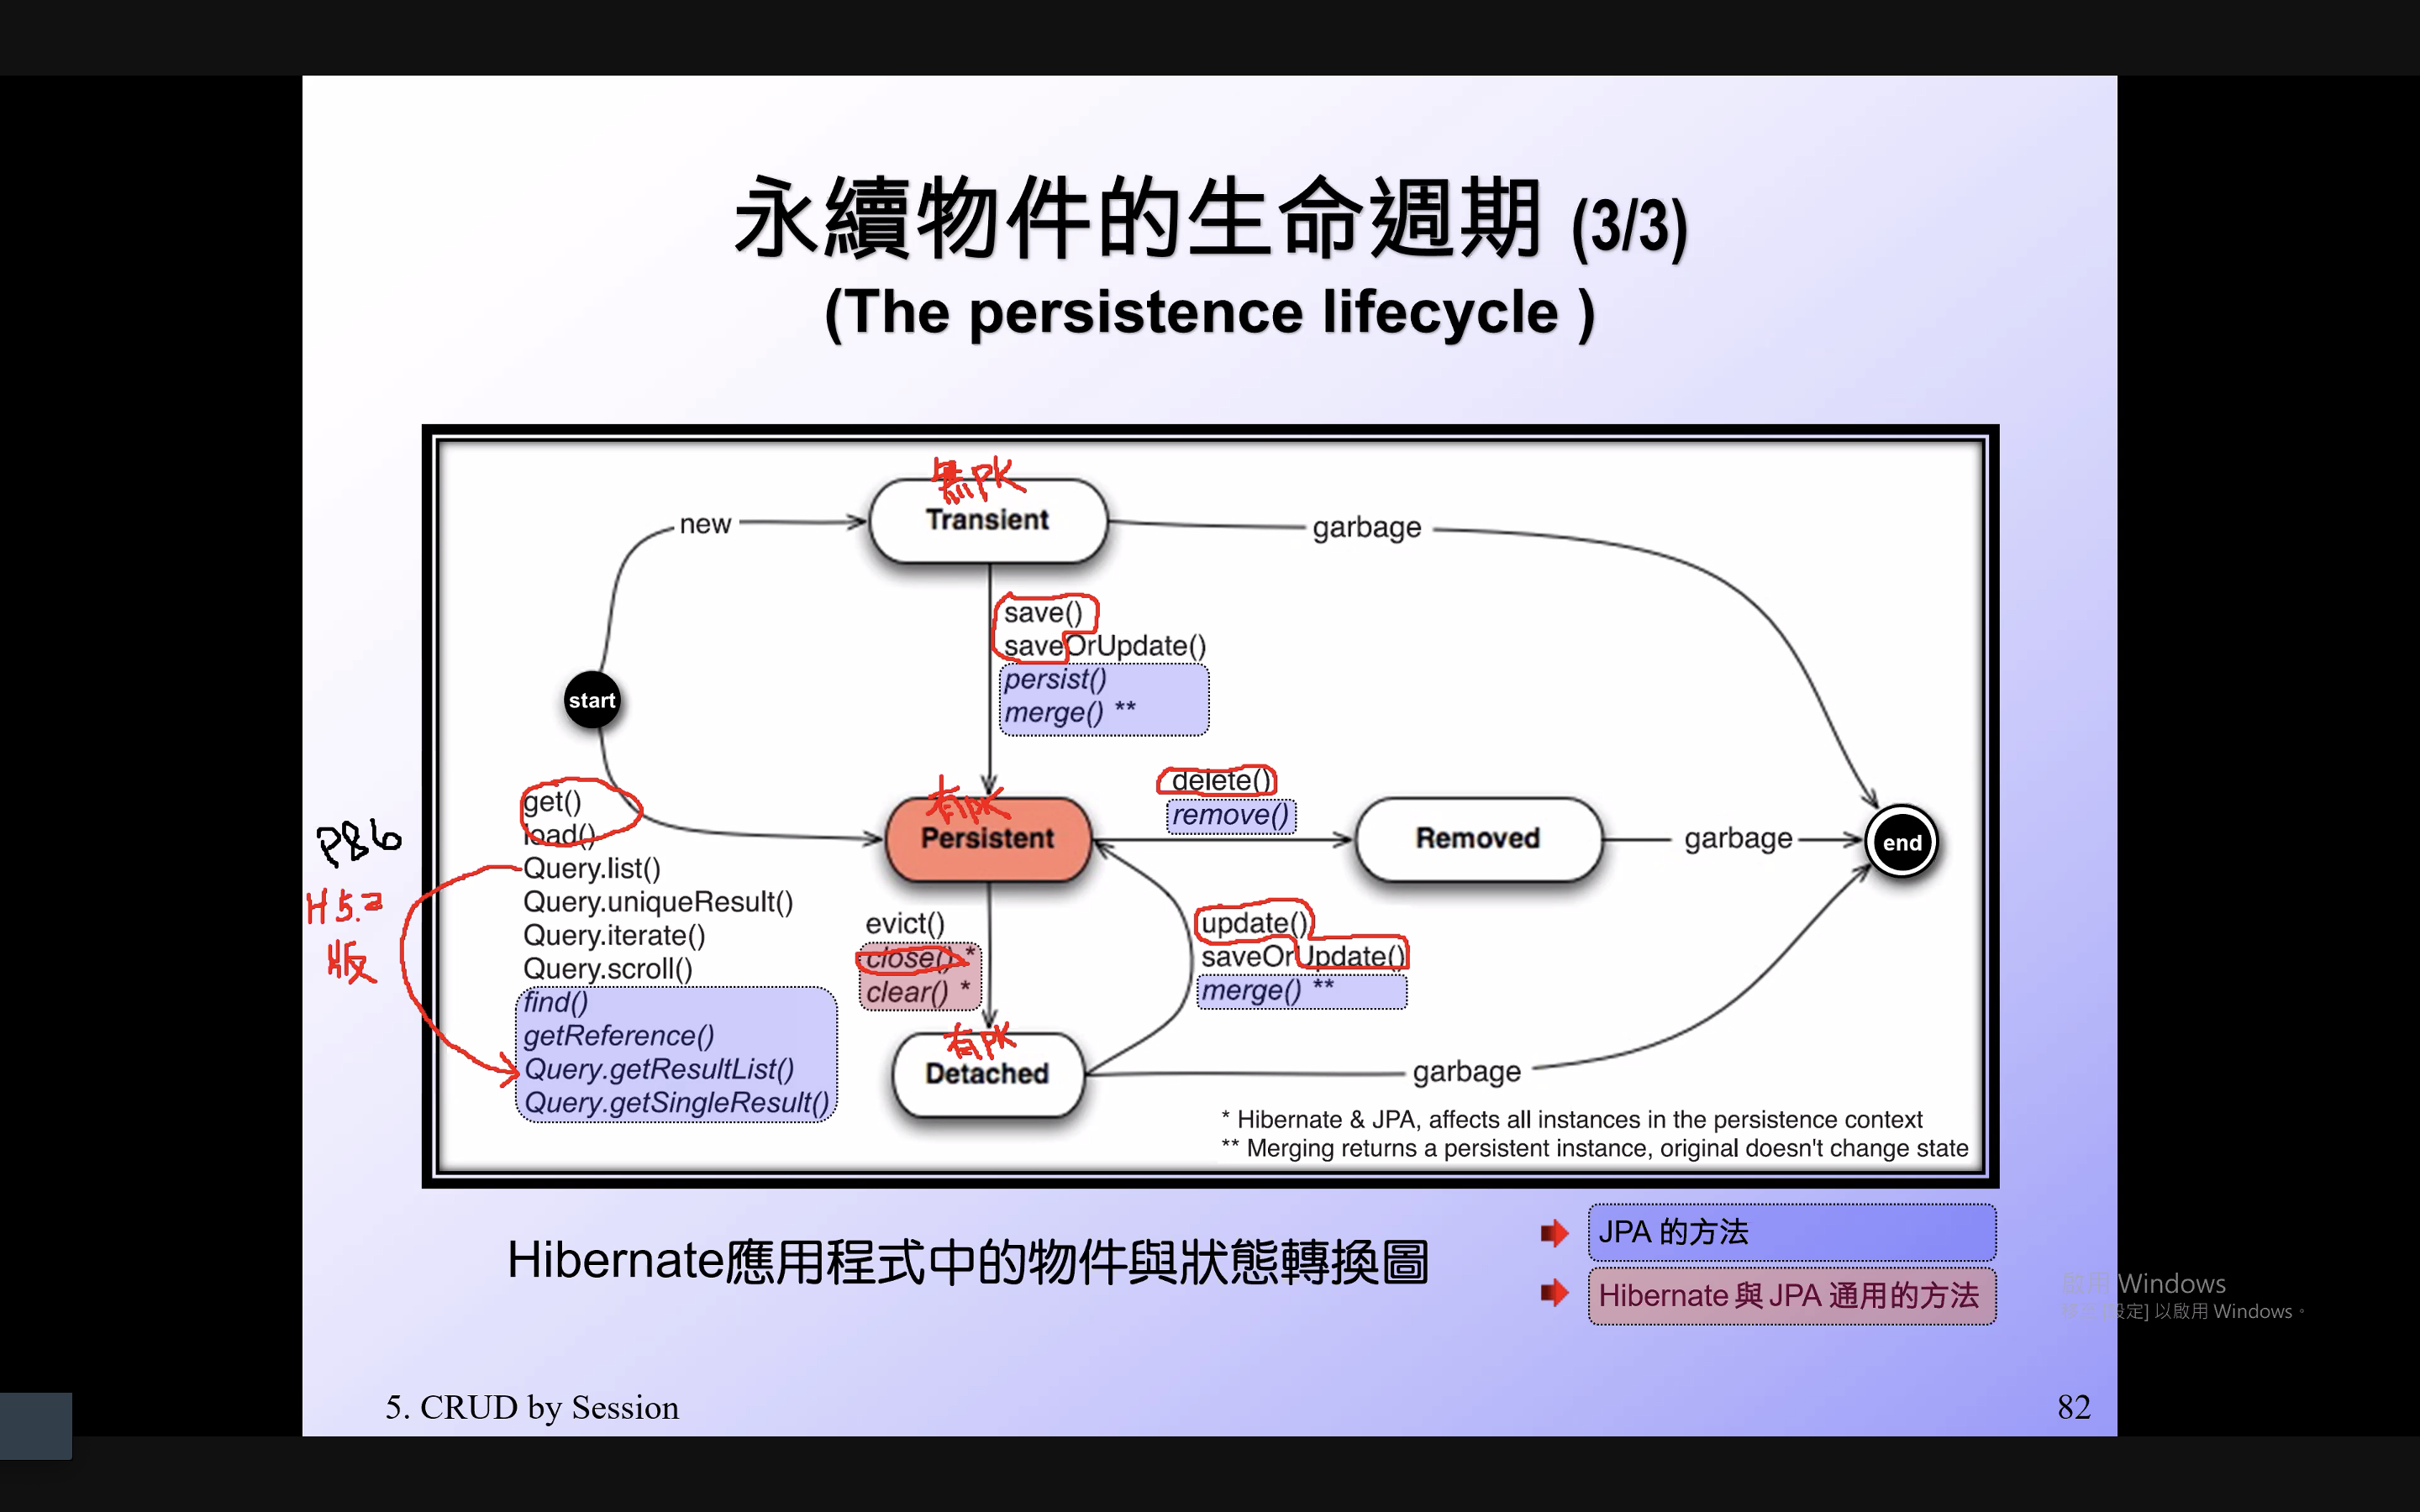 永續物件的生命週期 (3/3)
(The persistence lifecycle )
無PK
Transient
new
garbage
save()
saveOrUpdate()
persist()
merge() **
start
get()
load()
Query.list()
Query.uniqueResult()
Query.iterate()
Query.scroll()
find()
getReference()
Query.getResultList()
Query.getSingleResult()
P86
H5.2
版
有PK
Persistent
delete()
remove()
Removed
garbage
end
evict()
close() *
clear() *
update()
saveOrUpdate()
merge() **
有PK
Detached
garbage
* Hibernate & JPA, affects all instances in the persistence context
** Merging returns a persistent instance, original doesn't change state
Hibernate應用程式中的物件與狀態轉換圖
JPA 的方法
Hibernate 與 JPA 通用的方法
啟用 Windows
設定] 以啟用 Windows。
5. CRUD by Session
82